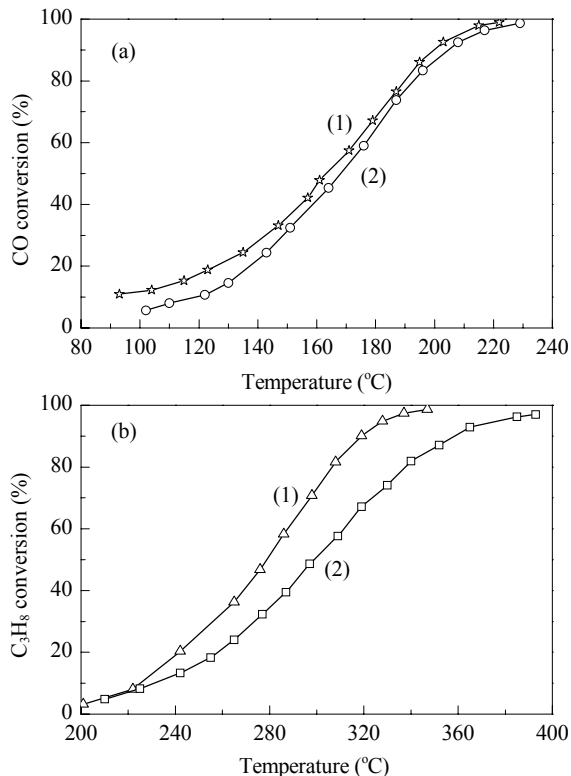 100
(a)
80
(1)
60
(2)
40
20
0
80 100 120 140 160 180 200 220 240
CO conversion (%)
Temperature (°C)
100
(b)
80
(1)
60
(2)
40
20
0
200 240 280 320 360 400
C₃H₈ conversion (%)
Temperature (°C)